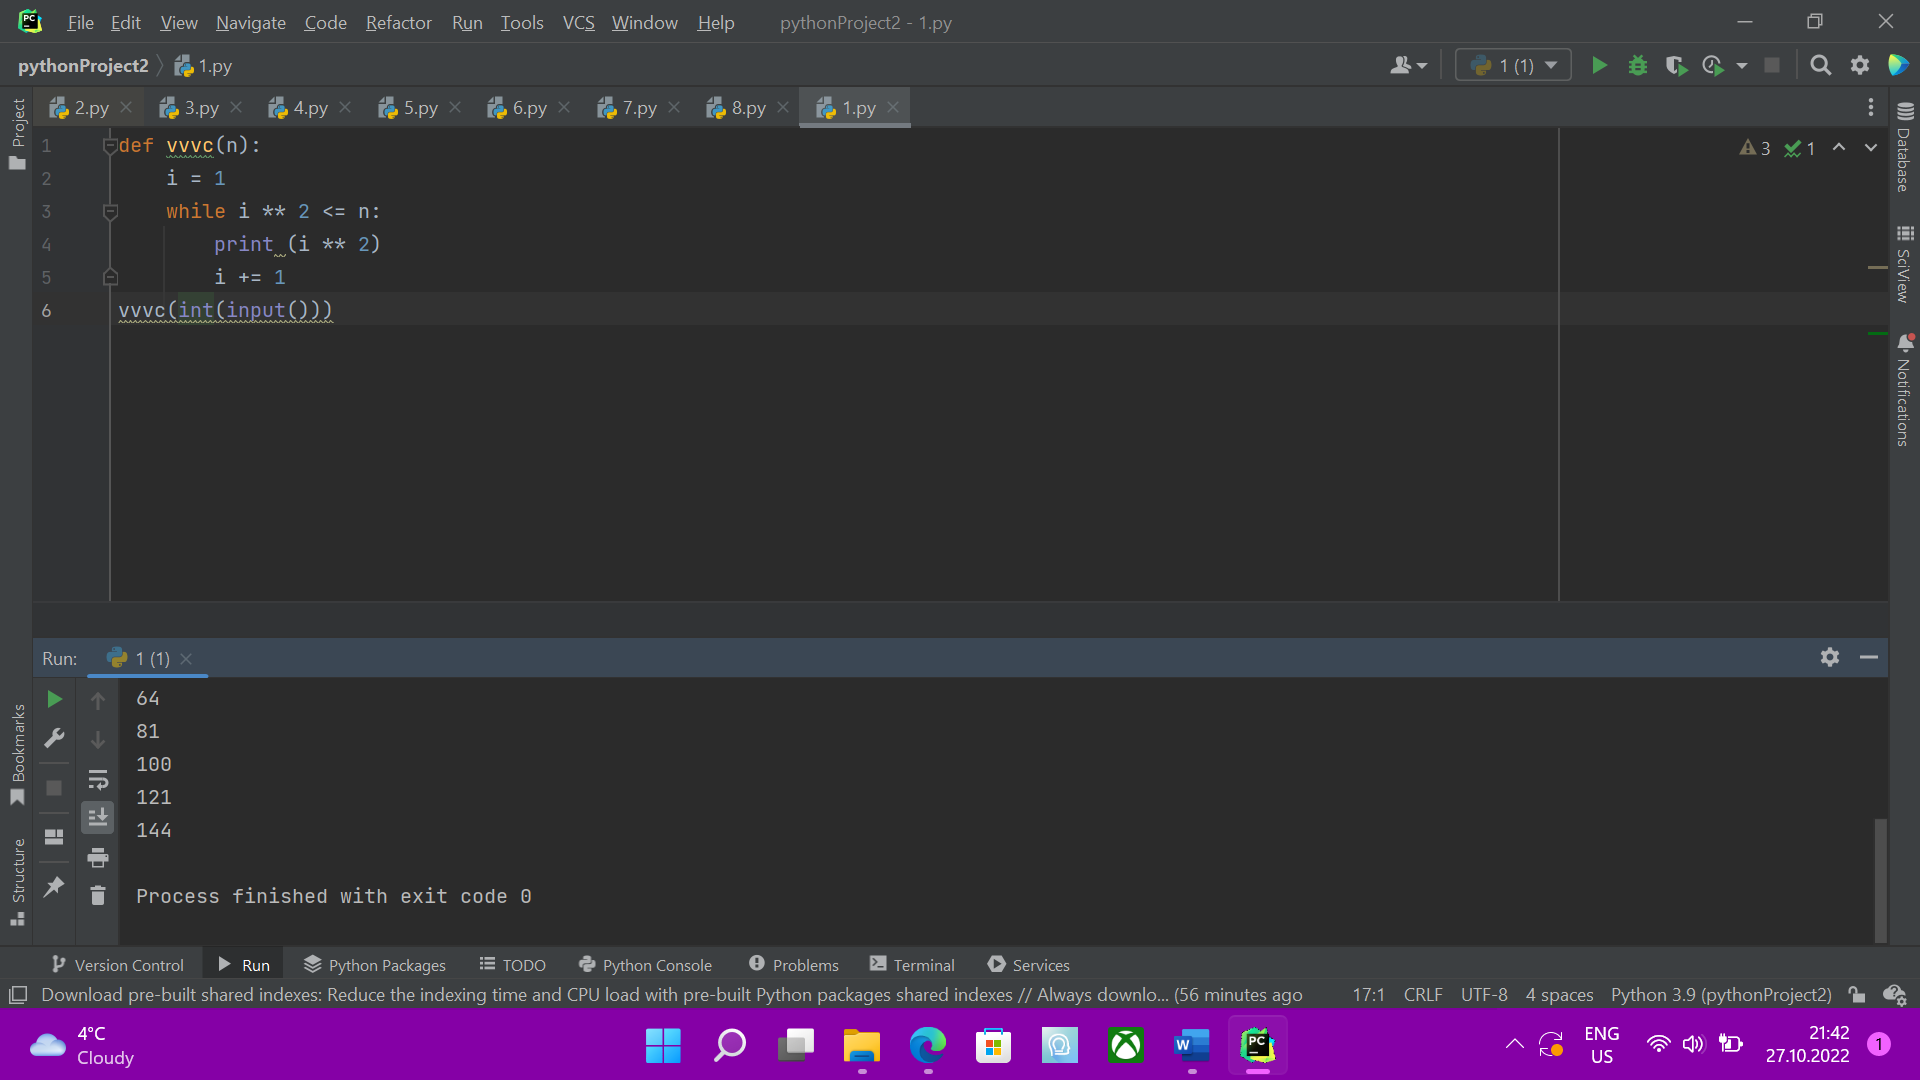 File Edit View Navigate Code Refactor Run Tools VCS Window Help pythonProject2 - 1.py
pythonProject2 1.py 1 (1)
2.py 3.py 4.py 5.py 6.py 7.py 8.py 1.py
1 def vvvc(n):
2 i = 1
3 while i ** 2 <= n:
4 print (i ** 2)
5 i += 1
6 vvvc(int(input()))
3 1
Project
Bookmarks
Structure
Database
SciView
Notifications
Run: 1 (1)
64
81
100
121
144
Process finished with exit code 0
Version Control Run Python Packages TODO Python Console Problems Terminal Services
Download pre-built shared indexes: Reduce the indexing time and CPU load with pre-built Python packages shared indexes // Always downlo... (56 minutes ago 17:1 CRLF UTF-8 4 spaces Python 3.9 (pythonProject2)
4°C
Cloudy
PC
W
ENG
US
21:42
27.10.2022
1